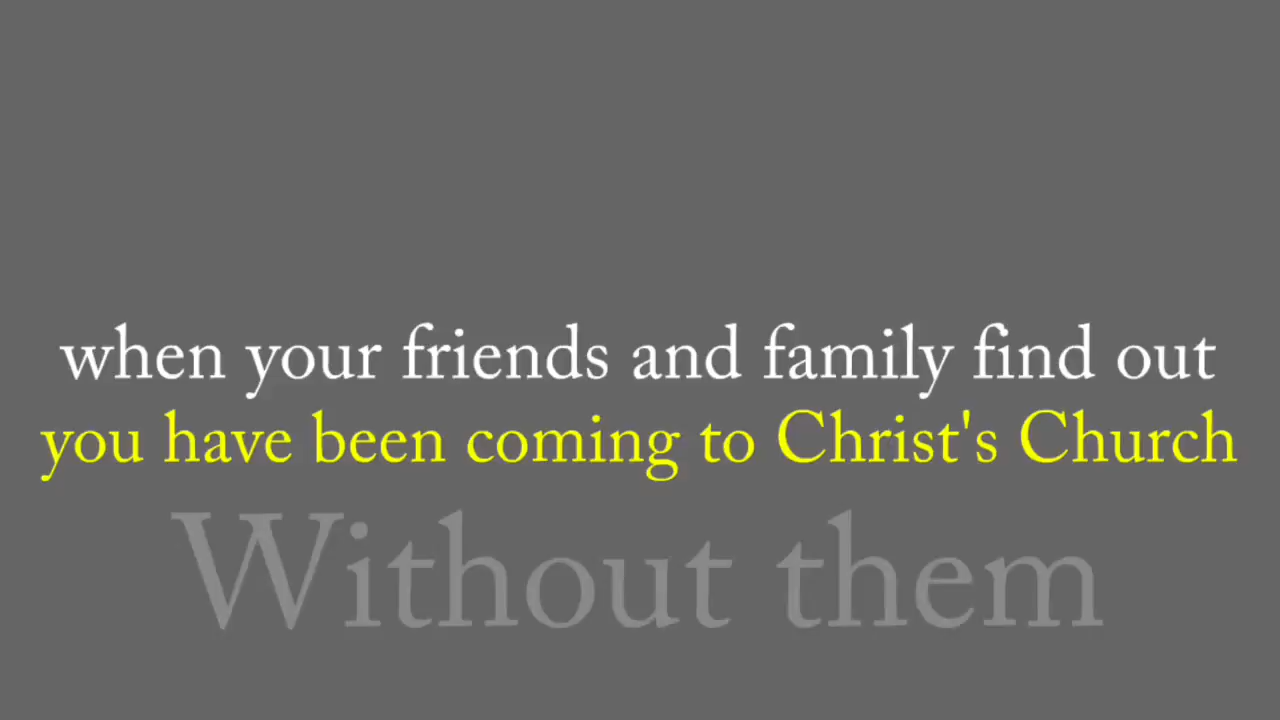 when your friends and family find out
you have been coming to Christ's Church
Without them